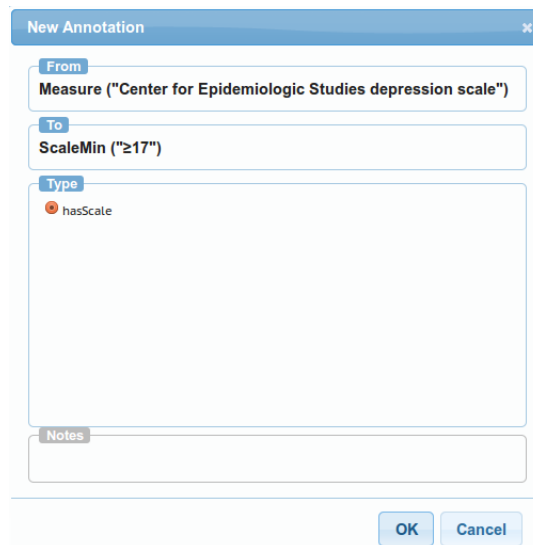 New Annotation
From
Measure ("Center for Epidemiologic Studies depression scale")
To
ScaleMin ("≥17")
Type
hasScale
Notes
OK Cancel